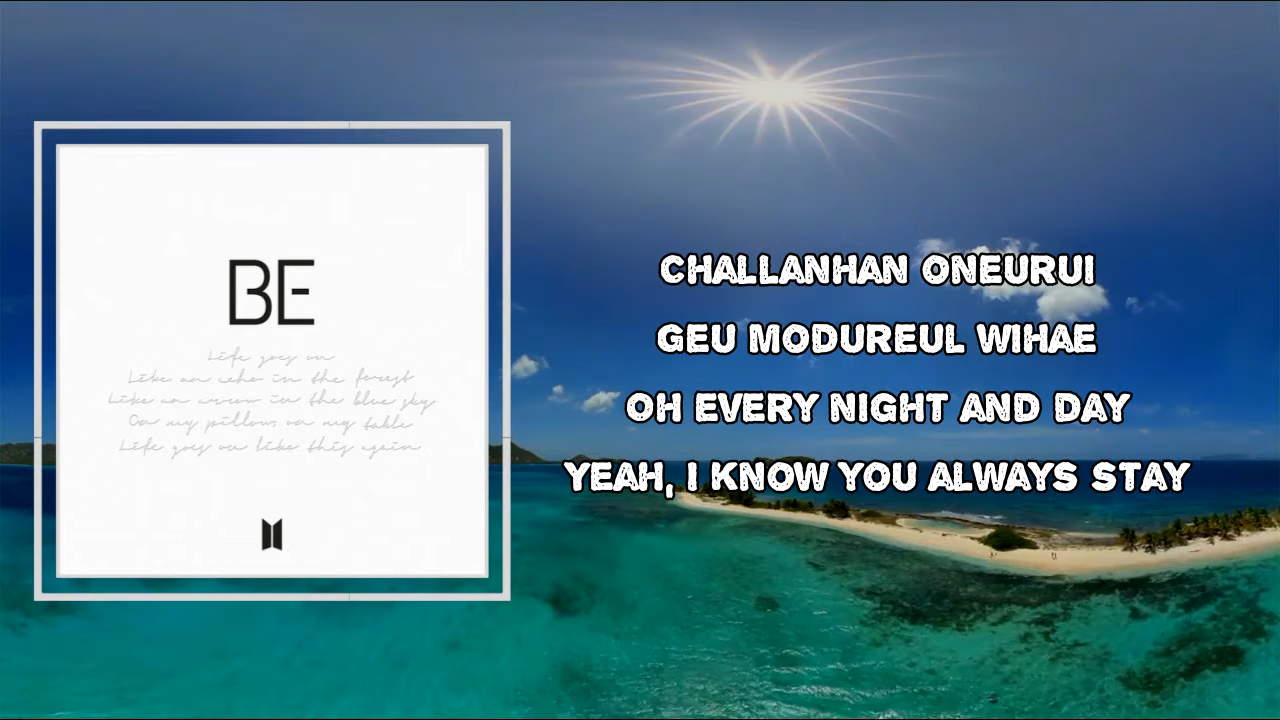 BE
Life goes on
Like an echo in the forest
Like an arrow in the blue sky
On my pillow, on my table
Life goes on like this again
CHALLANHAN ONEURUI
GEU MODUREUL WIHAE
OH EVERY NIGHT AND DAY
YEAH, I KNOW YOU ALWAYS STAY